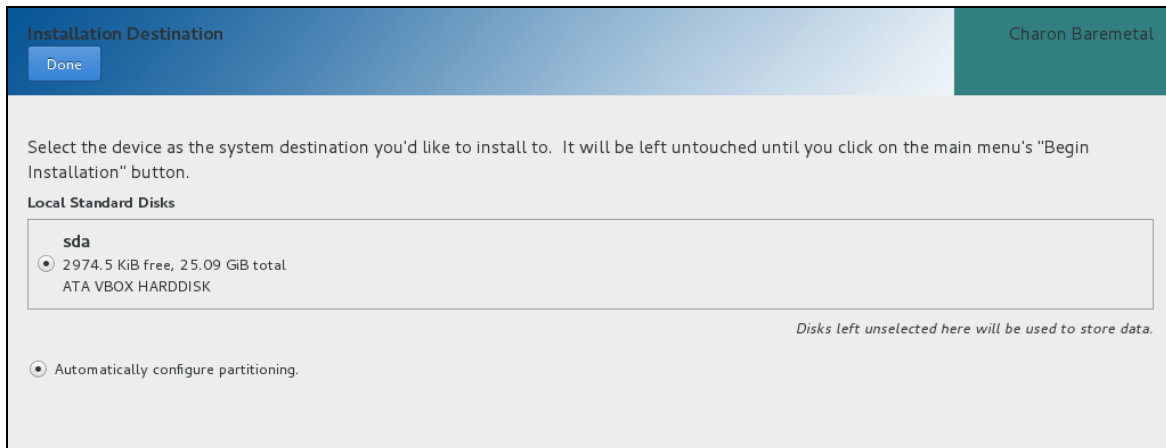 Installation Destination
Charon Baremetal
Done
Select the device as the system destination you'd like to install to. It will be left untouched until you click on the main menu's "Begin
Installation" button.
Local Standard Disks
sda
2974.5 KiB free, 25.09 GiB total
ATA VBOX HARDDISK
Disks left unselected here will be used to store data.
Automatically configure partitioning.